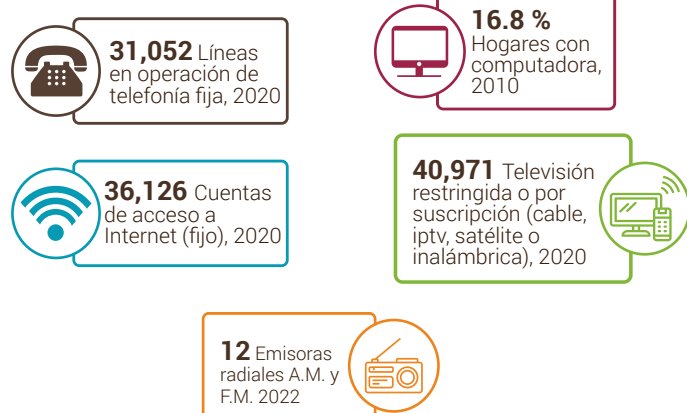 31,052 Líneas
en operación de
telefonía fija, 2020
16.8 %
Hogares con
computadora,
2010
36,126 Cuentas
de acceso a
Internet (fijo), 2020
40,971 Televisión
restringida o por
suscripción (cable,
iptv, satélite o
inalámbrica), 2020
12 Emisoras
radiales A.M. y
F.M. 2022